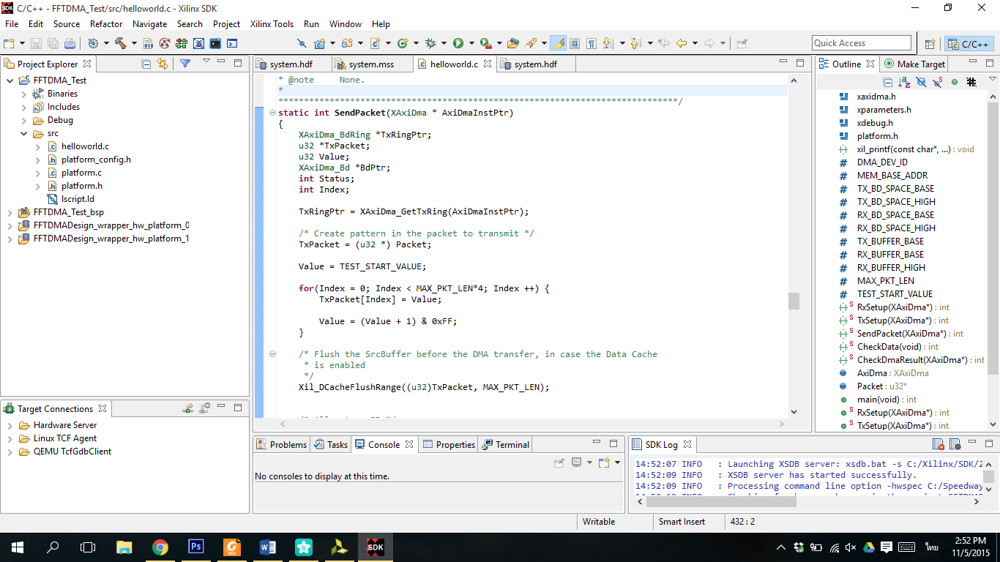 C/C++ - FFTDMA_Test/src/helloworld.c - Xilinx SDK
File Edit Source Refactor Navigate Search Project Xilinx Tools Run Window Help
Quick Access
C/C++
Project Explorer
FFTDMA_Test
Binaries
Includes
Debug
src
helloworld.c
platform_config.h
platform.c
platform.h
lscript.ld
FFTDMA_Test_bsp
FFTDMADesign_wrapper_hw_platform_0
FFTDMADesign_wrapper_hw_platform_1
Target Connections
Hardware Server
Linux TCF Agent
QEMU TcfGdbClient
system.hdf system.mss helloworld.c system.hdf
* @note     None.
*
******************************************************************************/
static int SendPacket(XAxiDma * AxiDmaInstPtr)
{
    XAxiDma_BdRing *TxRingPtr;
    u32 *TxPacket;
    u32 Value;
    XAxiDma_Bd *BdPtr;
    int Status;
    int Index;
    TxRingPtr = XAxiDma_GetTxRing(AxiDmaInstPtr);
    /* Create pattern in the packet to transmit */
    TxPacket = (u32 *) Packet;
    Value = TEST_START_VALUE;
    for(Index = 0; Index < MAX_PKT_LEN*4; Index ++) {
        TxPacket[Index] = Value;
        Value = (Value + 1) & 0xFF;
    }
    /* Flush the SrcBuffer before the DMA transfer, in case the Data Cache
     * is enabled
     */
    Xil_DCacheFlushRange((u32)TxPacket, MAX_PKT_LEN);
Outline Make Target
xaxidma.h
xparameters.h
xdebug.h
platform.h
xil_printf(const char*, ...) : void
DMA_DEV_ID
MEM_BASE_ADDR
TX_BD_SPACE_BASE
TX_BD_SPACE_HIGH
RX_BD_SPACE_BASE
RX_BD_SPACE_HIGH
TX_BUFFER_BASE
RX_BUFFER_BASE
RX_BUFFER_HIGH
MAX_PKT_LEN
TEST_START_VALUE
RxSetup(XAxiDma*) : int
TxSetup(XAxiDma*) : int
SendPacket(XAxiDma*) : int
CheckData(void) : int
CheckDmaResult(XAxiDma*) : int
AxiDma : XAxiDma
Packet : u32*
main(void) : int
RxSetup(XAxiDma*) : int
TxSetup(XAxiDma*) : int
Problems Tasks Console Properties Terminal
No consoles to display at this time.
SDK Log
14:52:07 INFO   : Launching XSDB server: xsdb.bat -s C:/Xilinx/SDK/2
14:52:09 INFO   : XSDB server has started successfully.
14:52:09 INFO   : Processing command line option -hwspec C:/Speedway
Writable Smart Insert 432 : 2
Ps SDK
ไทย
2:52 PM
11/5/2015